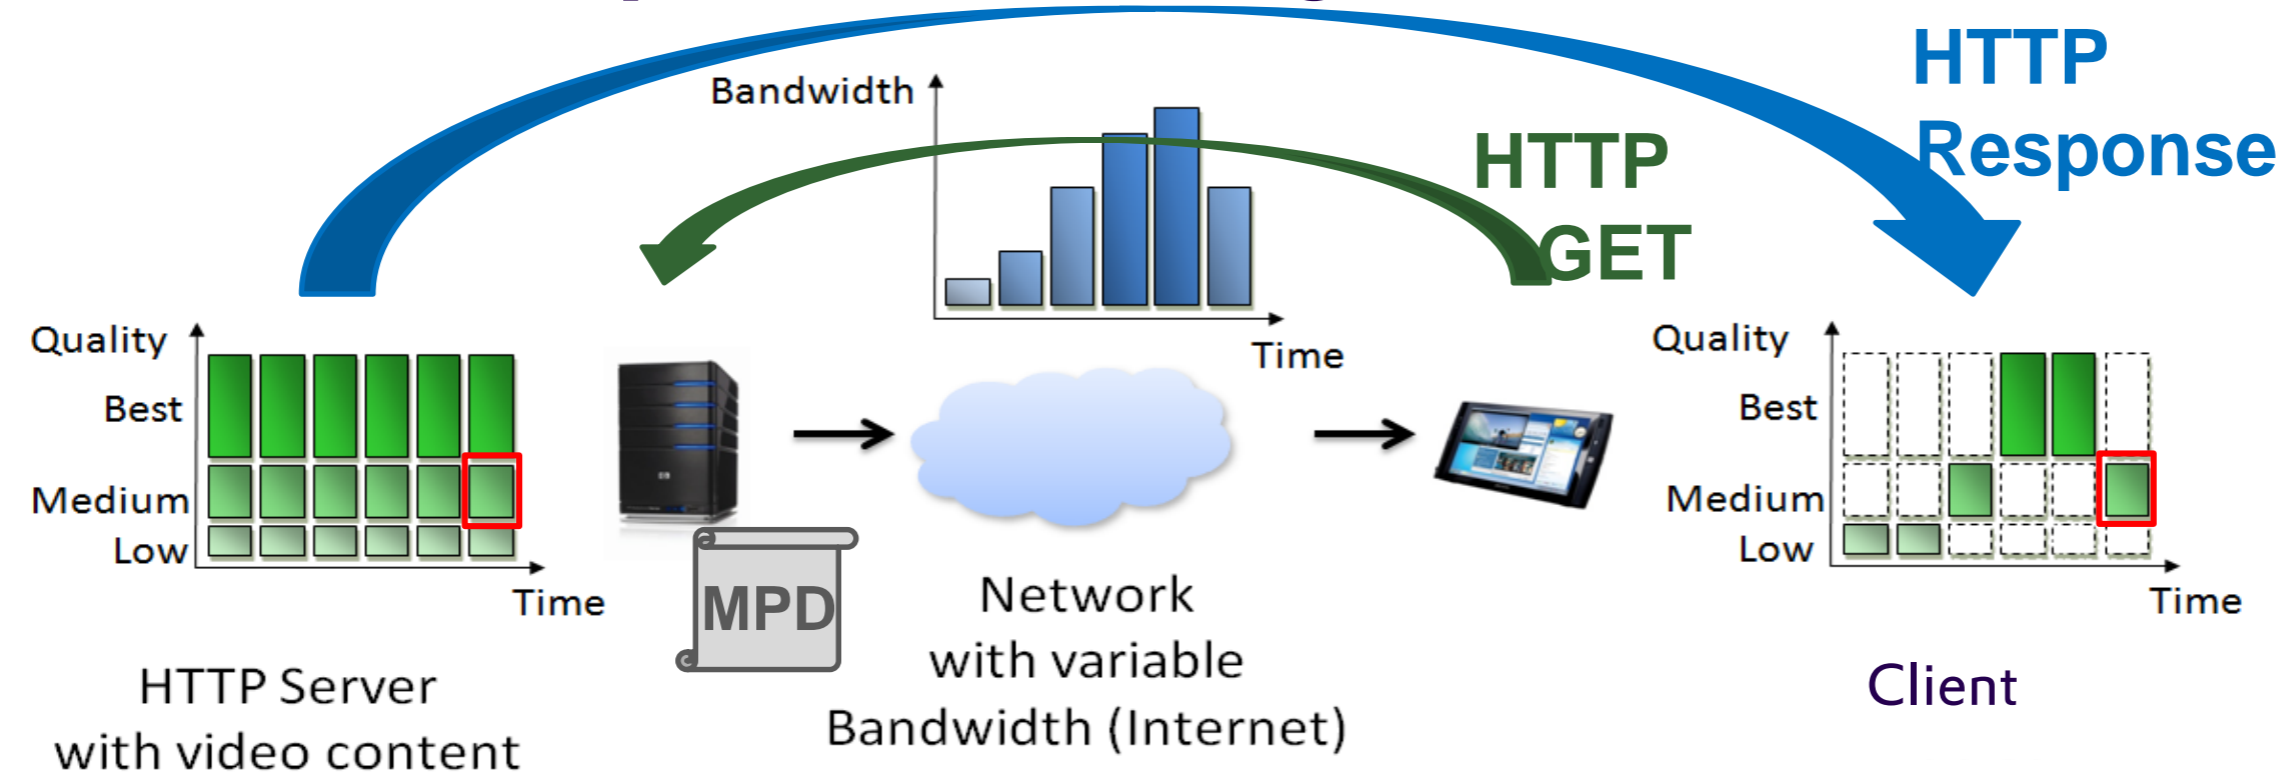 HTTP
Response
Bandwidth
HTTP
GET
Time
Quality
Best
Medium
Low
Time
MPD
Quality
Best
Medium
Low
Time
HTTP Server
with video content
Network
with variable
Bandwidth (Internet)
Client